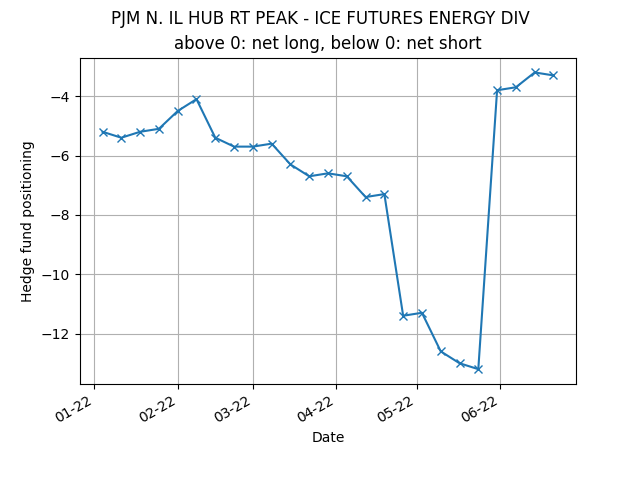 PJM N. IL HUB RT PEAK - ICE FUTURES ENERGY DIV
above 0: net long, below 0: net short
Hedge fund positioning
−4
−6
−8
−10
−12
01-22
02-22
03-22
04-22
05-22
06-22
Date